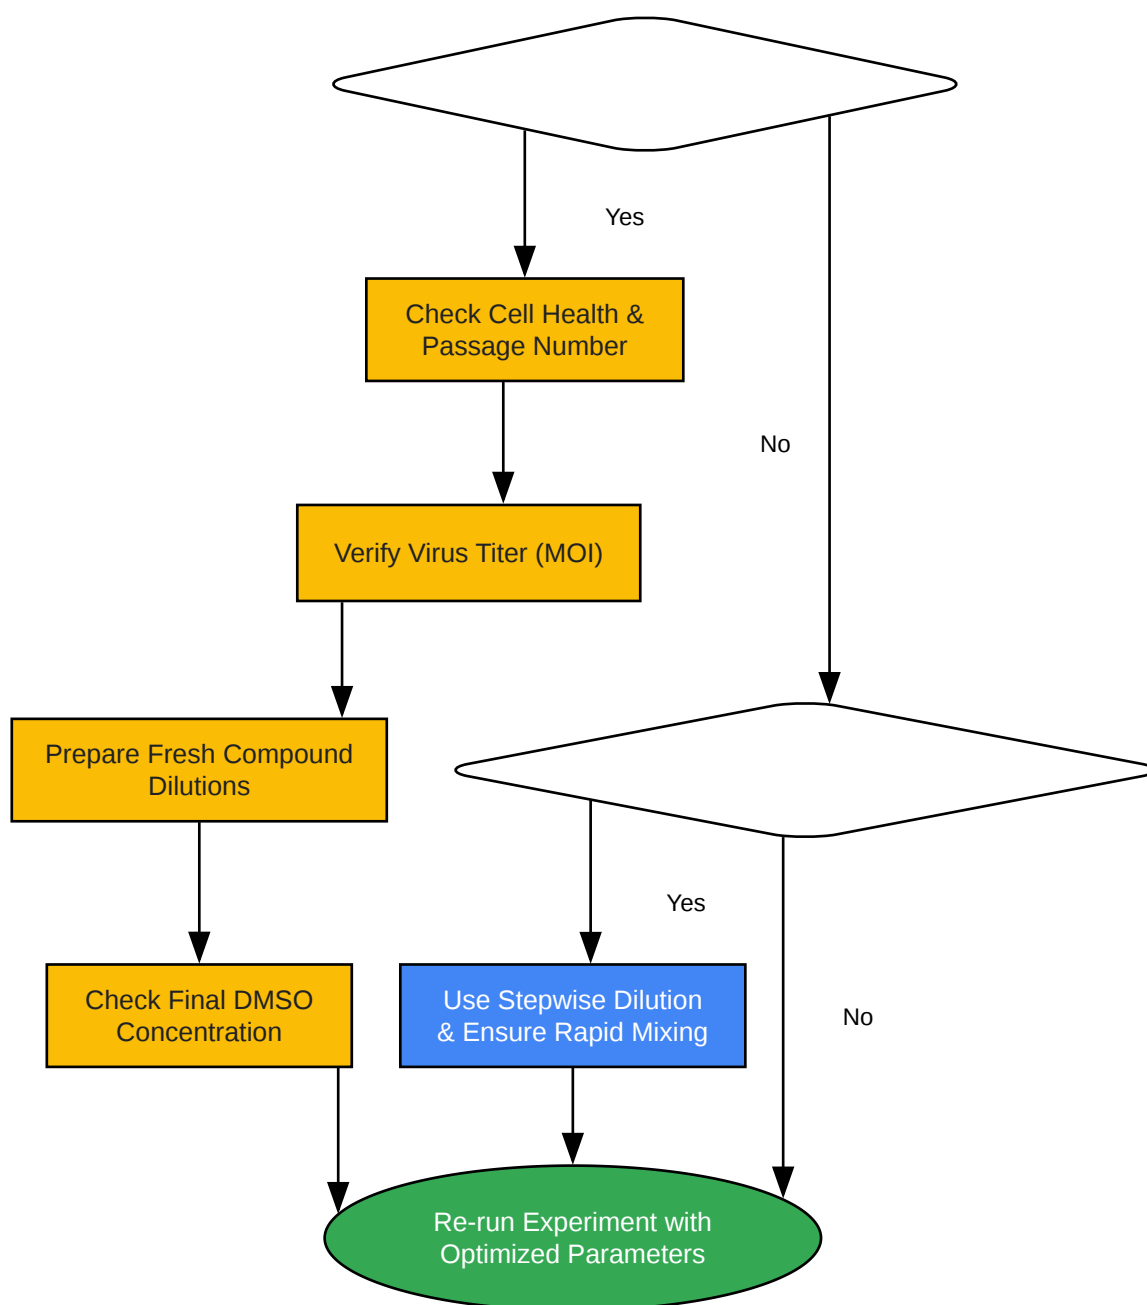 Yes
Check Cell Health &
Passage Number
No
Verify Virus Titer (MOI)
Prepare Fresh Compound
Dilutions
Yes
Check Final DMSO
Concentration
Use Stepwise Dilution
& Ensure Rapid Mixing
No
Re-run Experiment with
Optimized Parameters